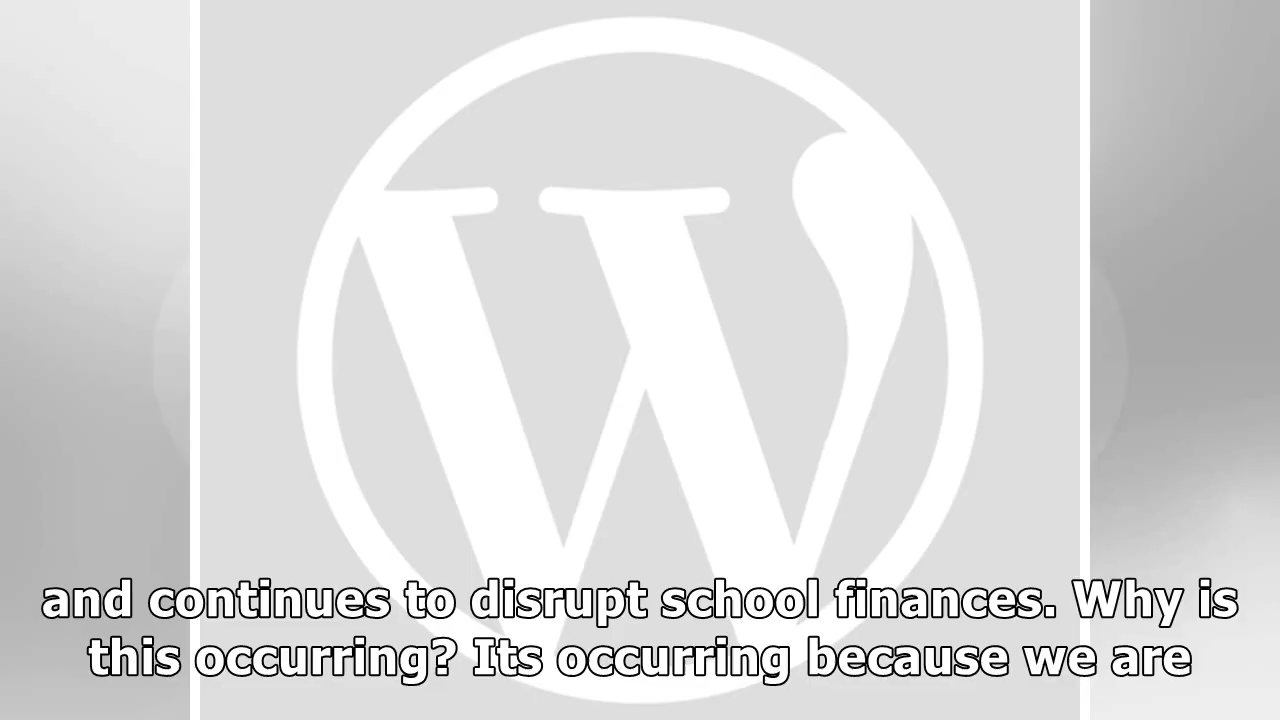 and continues to disrupt school finances. Why is
this occurring? Its occurring because we are